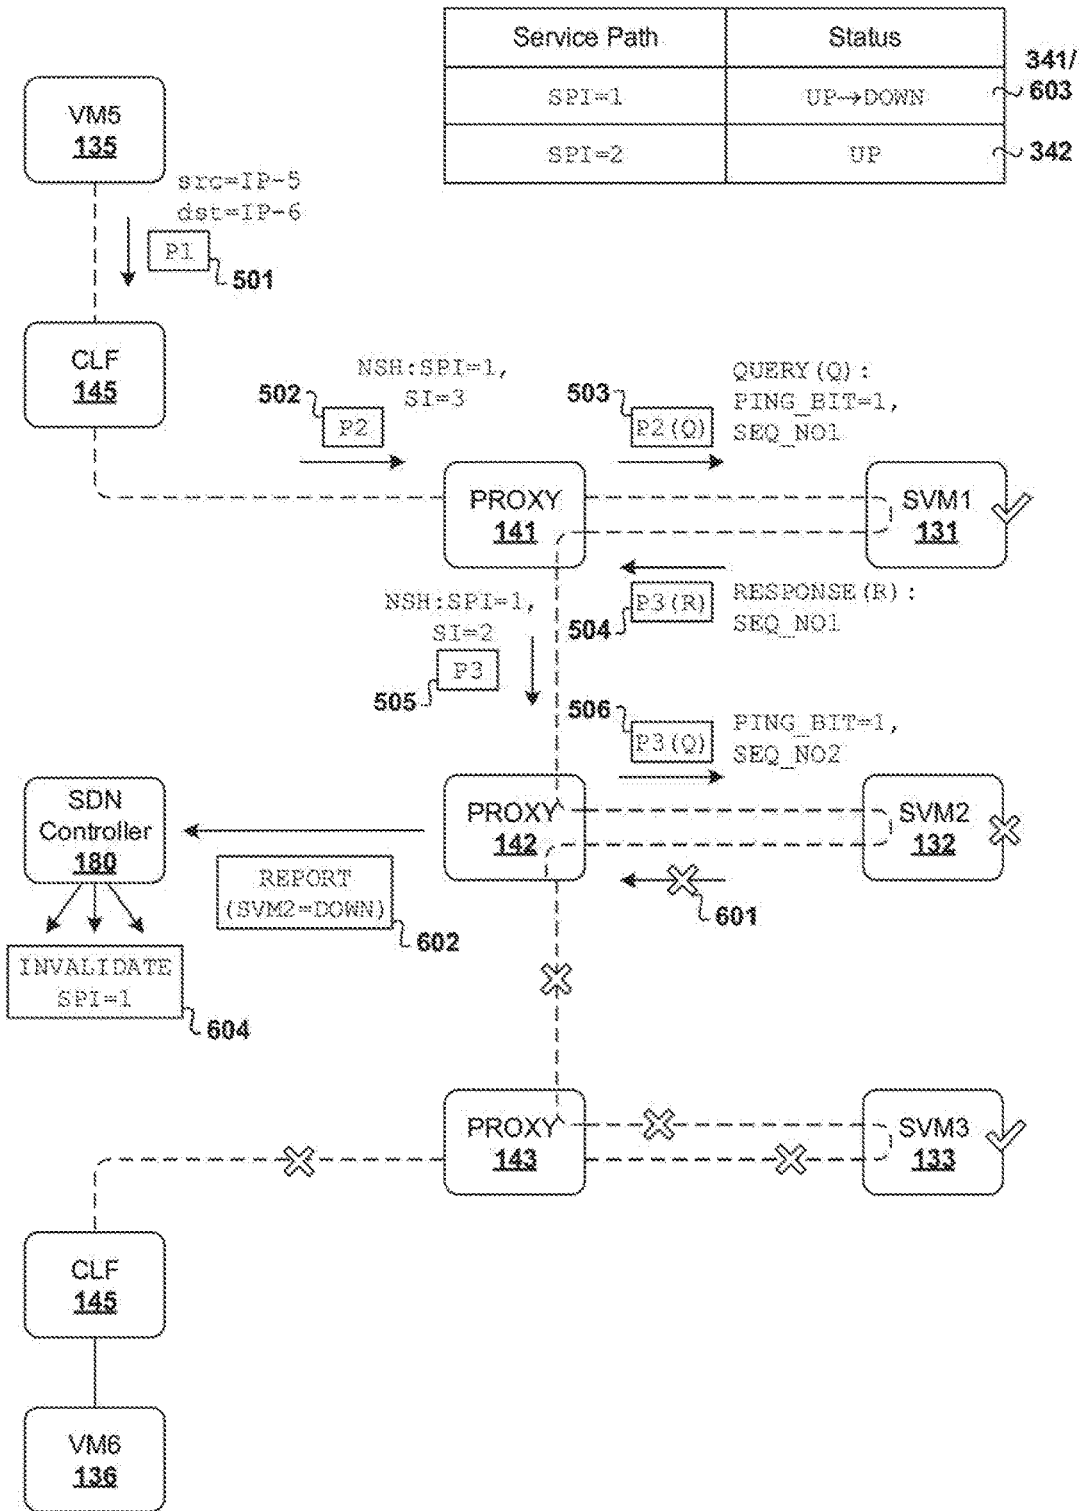 Service Path Status
341/
SPI=1 UP→DOWN 603
SPI=2 UP 342
VM5
135
src=IP-5
dst=IP-6
P1
501
CLF
145
NSH:SPI=1,
SI=3
502
P2
503
P2(Q)
QUERY(Q):
PING_BIT=1,
SEQ_NO1
PROXY
141
SVM1
131
504
P3(R)
RESPONSE(R):
SEQ_NO1
NSH:SPI=1,
SI=2
P3
505
506
P3(Q)
PING_BIT=1,
SEQ_NO2
SDN
Controller
180
PROXY
142
SVM2
132
REPORT
(SVM2=DOWN)
602
601
INVALIDATE
SPI=1
604
PROXY
143
SVM3
133
CLF
145
VM6
136